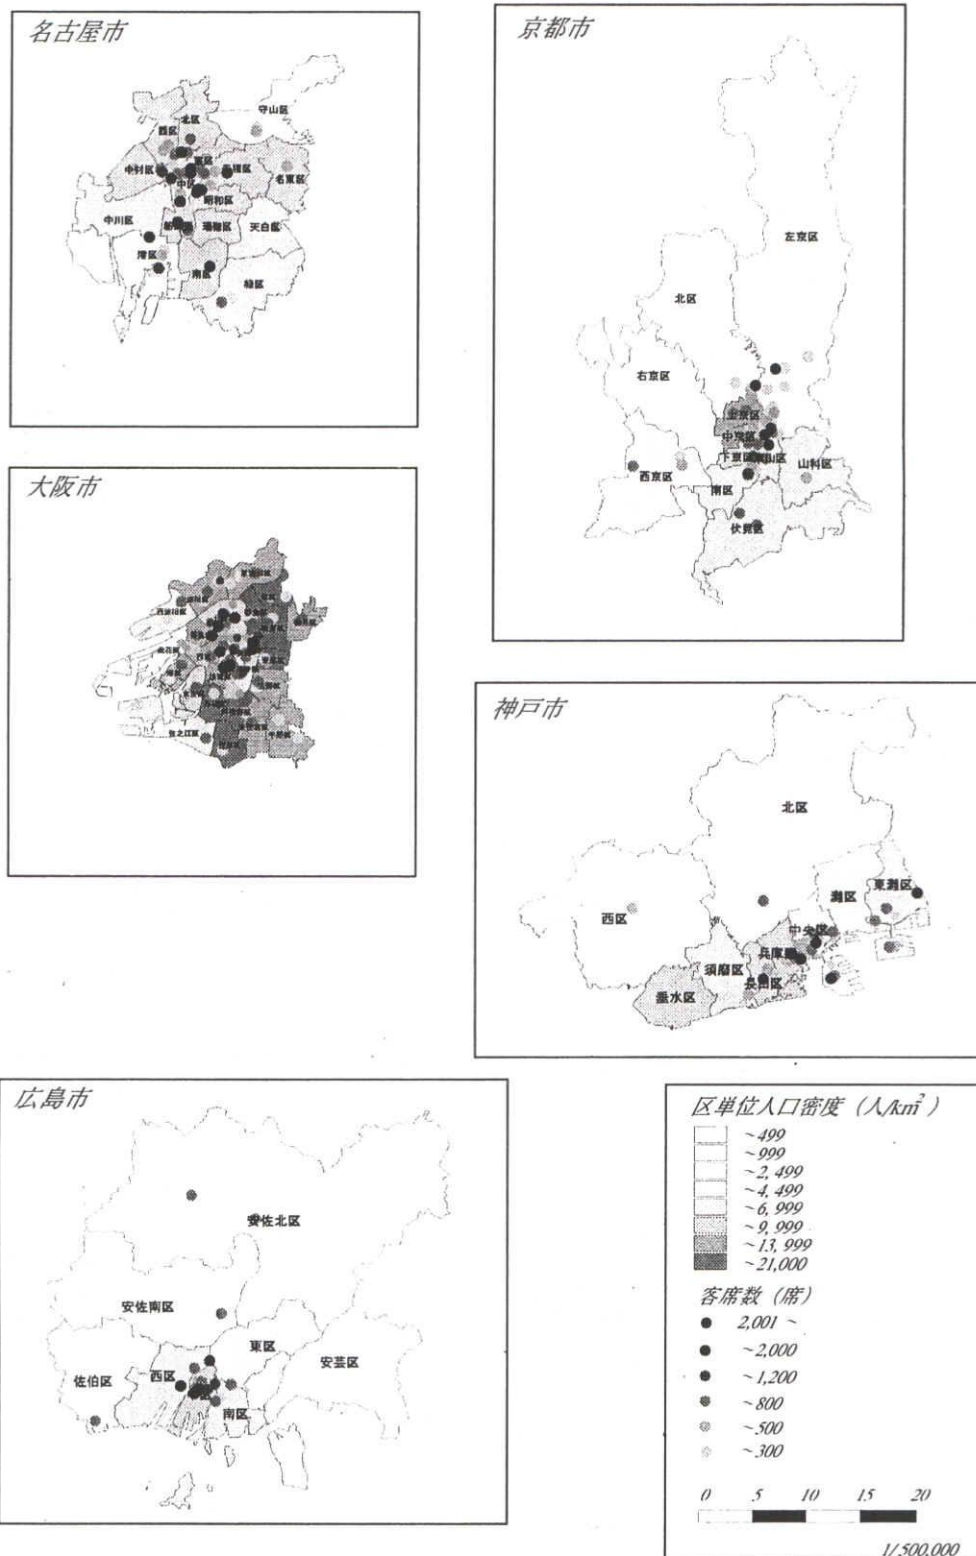 名古屋市
守山区
北区
西区
東区
中村区
名東区
中区
昭和区
中川区
瑞穂区
天白区
港区
南区
緑区
京都市
左京区
北区
右京区
上京区
中京区
下京区
山科区
西京区
南区
伏見区
大阪市
西淀川区
住之江区
神戸市
北区
東灘区
灘区
西区
中央区
兵庫区
須磨区
長田区
垂水区
広島市
安佐北区
安佐南区
東区
安芸区
佐伯区
西区
南区
区単位人口密度 (人/km²)
~499
~999
~2,499
~4,499
~6,999
~9,999
~13,999
~21,000
客席数 (席)
2,001 ~
~2,000
~1,200
~800
~500
~300
0 5 10 15 20
1/500,000